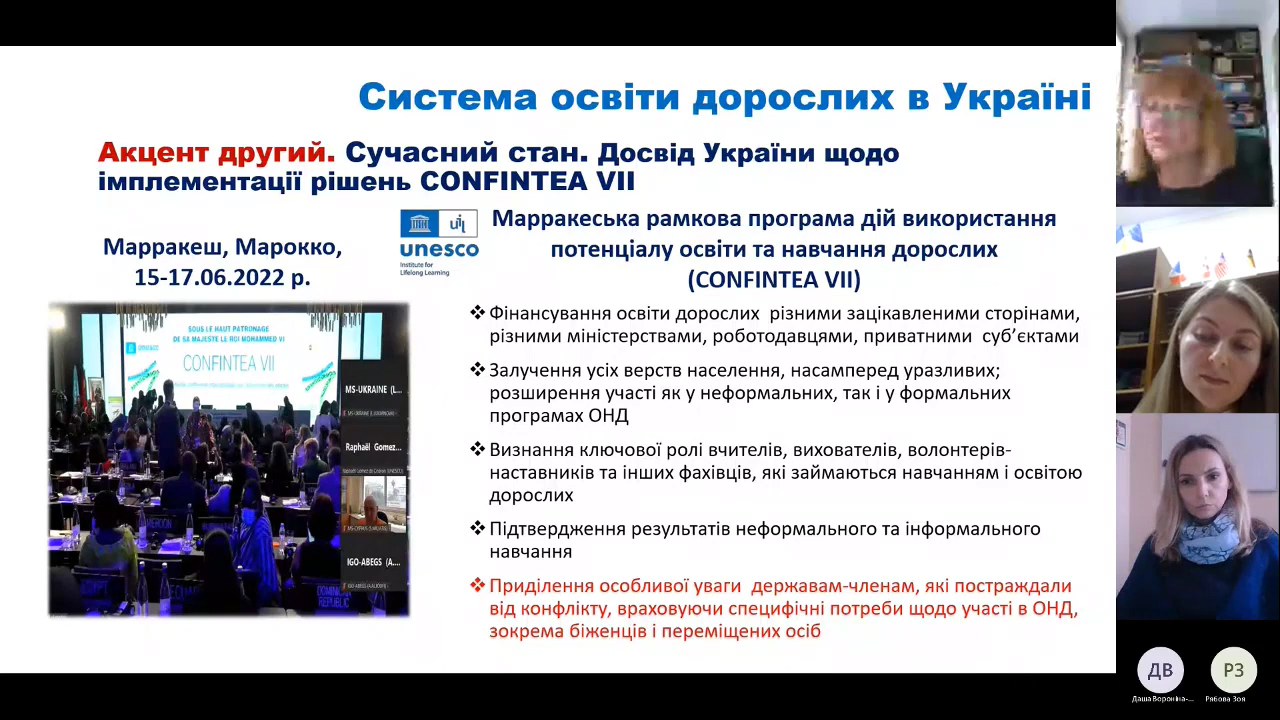 Система освіти дорослих в Україні
Акцент другий. Сучасний стан. Досвід України щодо
імплементації рішень CONFINTEA VII
Марракеш, Марокко,
15-17.06.2022 р.
unesco
Institute for
Lifelong Learning
Марракеська рамкова програма дій використання
потенціалу освіти та навчання дорослих
(CONFINTEA VII)
SOUS LE HAUT PATRONAGE
DE SA MAJESTE LE ROI MOHAMMED VI
CONFINTEA VII
MS-UKRAINE (L...
Raphaël Gomez...
IGO-ABEGS (A....
DOMINICAN
REPUBLIC
❖Фінансування освіти дорослих різними зацікавленими сторінами,
різними міністерствами, роботодавцями, приватними суб’єктами
❖Залучення усіх верств населення, насамперед уразливих;
розширення участі як у неформальних, так і у формальних
програмах ОНД
❖Визнання ключової ролі вчителів, вихователів, волонтерів-
наставників та інших фахівців, які займаються навчанням і освітою
дорослих
❖Підтвердження результатів неформального та інформального
навчання
❖Приділення особливої уваги державам-членам, які постраждали
від конфлікту, враховуючи специфічні потреби щодо участі в ОНД,
зокрема біженців і переміщених осіб
ДВ
РЗ
Даша Вороніна-...
Рябова Зоя